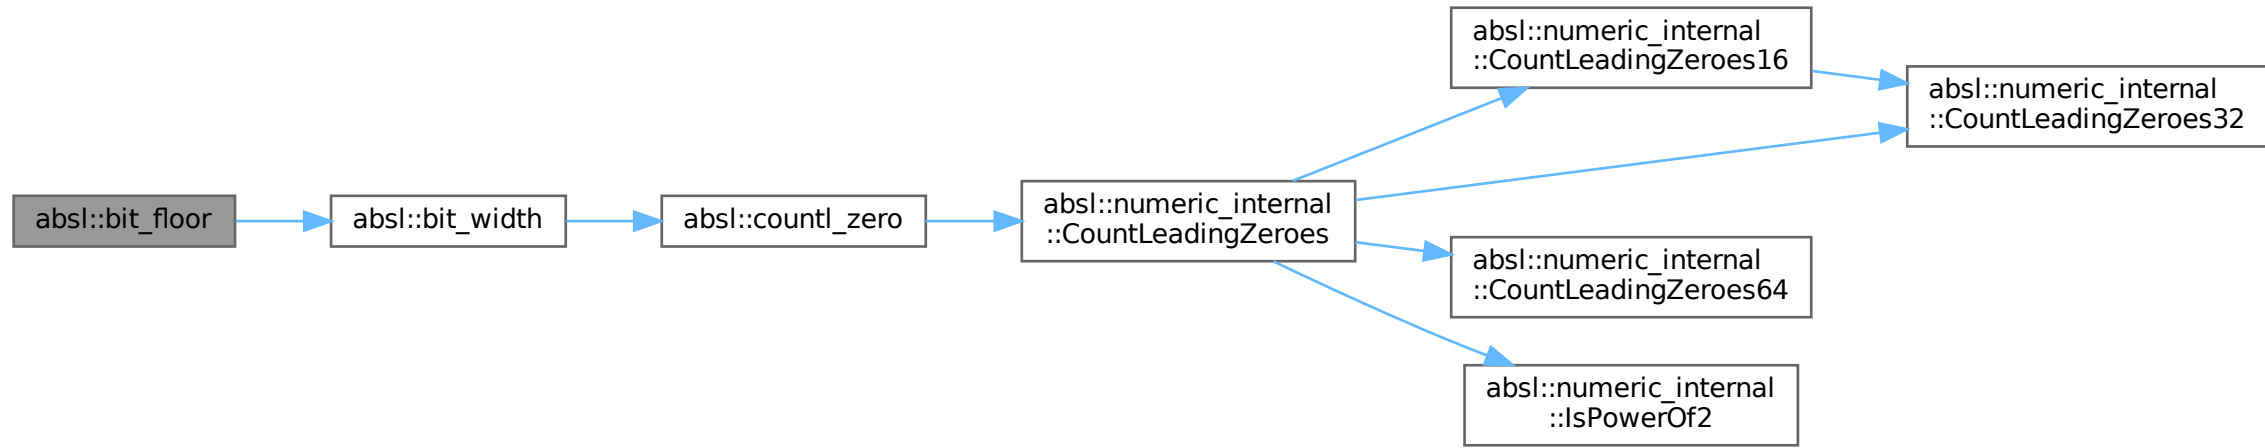 absl::bit_floor
absl::bit_width
absl::countl_zero
absl::numeric_internal
::CountLeadingZeroes
absl::numeric_internal
::CountLeadingZeroes16
absl::numeric_internal
::CountLeadingZeroes32
absl::numeric_internal
::CountLeadingZeroes64
absl::numeric_internal
::IsPowerOf2